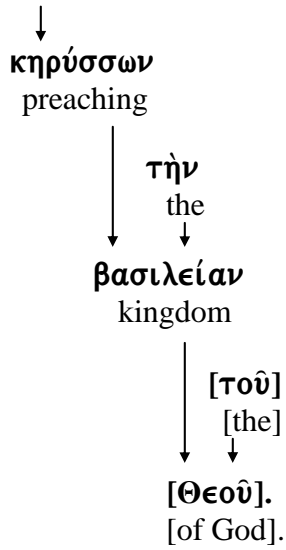 κηρύσσων
preaching
τὴν
the
βασιλείαν
kingdom
[τοῦ]
[the]
[Θεοῦ].
[of God].